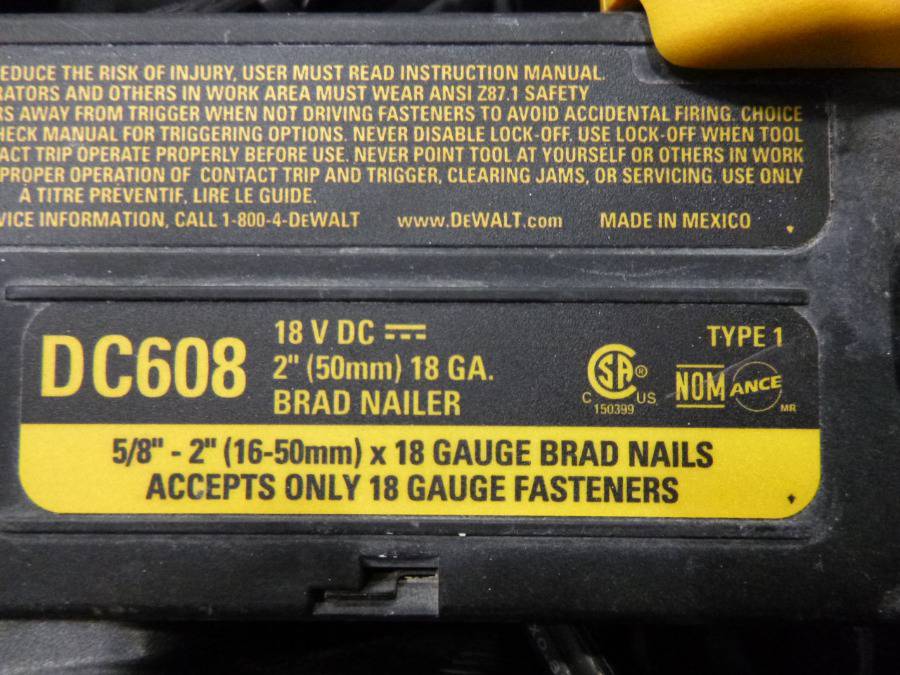 EDUCE THE RISK OF INJURY, USER MUST READ INSTRUCTION MANUAL.
RATORS AND OTHERS IN WORK AREA MUST WEAR ANSI Z87.1 SAFETY
RS AWAY FROM TRIGGER WHEN NOT DRIVING FASTENERS TO AVOID ACCIDENTAL FIRING. CHOICE
HECK MANUAL FOR TRIGGERING OPTIONS. NEVER DISABLE LOCK-OFF. USE LOCK-OFF WHEN TOOL
ACT TRIP OPERATE PROPERLY BEFORE USE. NEVER POINT TOOL AT YOURSELF OR OTHERS IN WORK
PROPER OPERATION OF CONTACT TRIP AND TRIGGER, CLEARING JAMS, OR SERVICING. USE ONLY
À TITRE PRÉVENTIF, LIRE LE GUIDE.
VICE INFORMATION, CALL 1-800-4-DEWALT www.DEWALT.com MADE IN MEXICO
DC608
18 V DC
2" (50mm) 18 GA.
BRAD NAILER
TYPE 1
C SA ® US
150399
NOM ANCE MR
5/8" - 2" (16-50mm) x 18 GAUGE BRAD NAILS
ACCEPTS ONLY 18 GAUGE FASTENERS